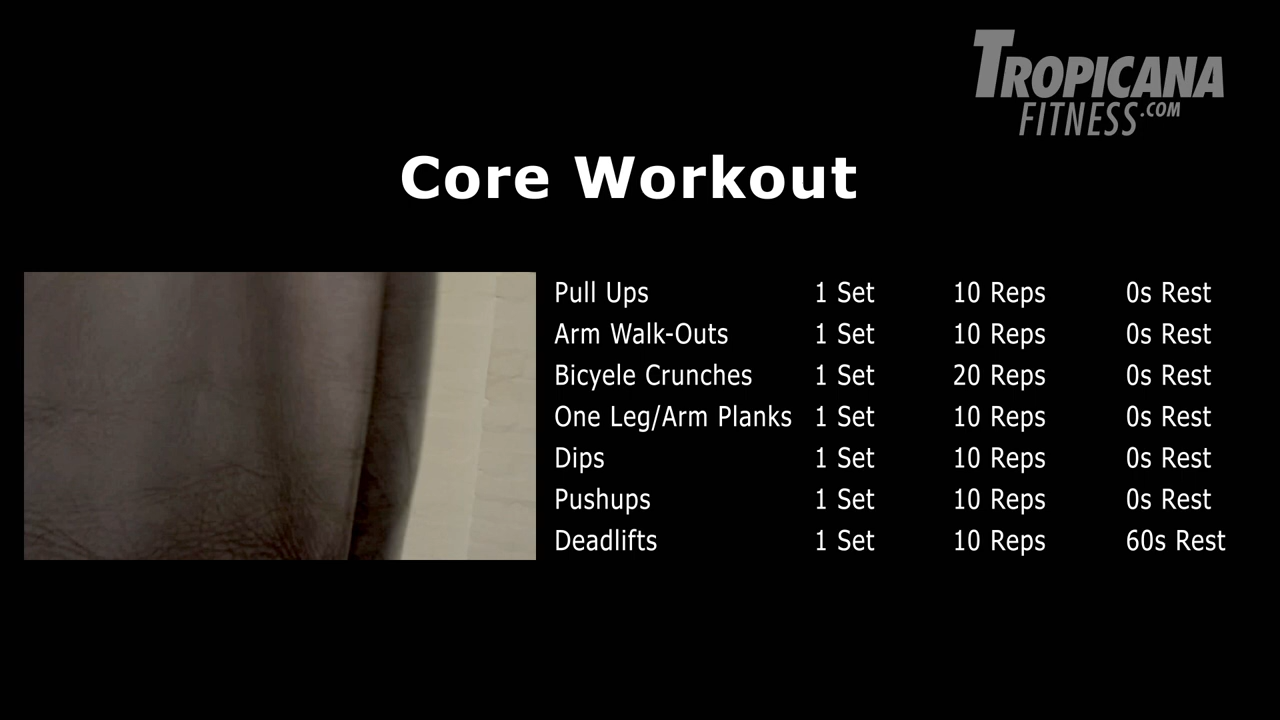 TROPICANA
FITNESS.COM
Core Workout
Pull Ups 1 Set 10 Reps 0s Rest
Arm Walk-Outs 1 Set 10 Reps 0s Rest
Bicyele Crunches 1 Set 20 Reps 0s Rest
One Leg/Arm Planks 1 Set 10 Reps 0s Rest
Dips 1 Set 10 Reps 0s Rest
Pushups 1 Set 10 Reps 0s Rest
Deadlifts 1 Set 10 Reps 60s Rest